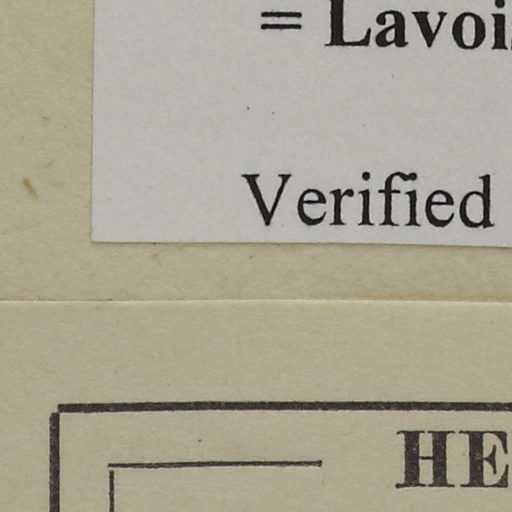 = Lavoi
Verified
HE